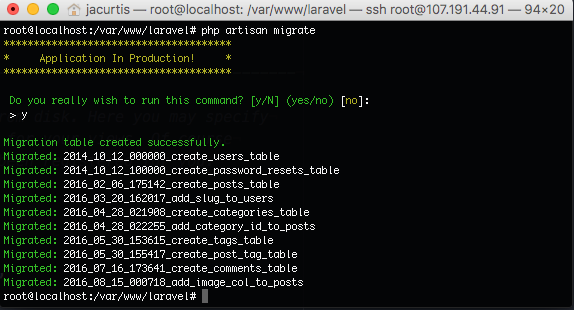 jacurtis — root@localhost: /var/www/laravel — ssh root@107.191.44.91 — 94×20
root@localhost:/var/www/laravel# php artisan migrate
**************************************
*     Application In Production!     *
**************************************
Do you really wish to run this command? [y/N] (yes/no) [no]:
> y
Migration table created successfully.
Migrated: 2014_10_12_000000_create_users_table
Migrated: 2014_10_12_100000_create_password_resets_table
Migrated: 2016_02_06_175142_create_posts_table
Migrated: 2016_03_20_162017_add_slug_to_users
Migrated: 2016_04_28_021908_create_categories_table
Migrated: 2016_04_28_022255_add_category_id_to_posts
Migrated: 2016_05_30_153615_create_tags_table
Migrated: 2016_05_30_155417_create_post_tag_table
Migrated: 2016_07_16_173641_create_comments_table
Migrated: 2016_08_15_000718_add_image_col_to_posts
root@localhost:/var/www/laravel#